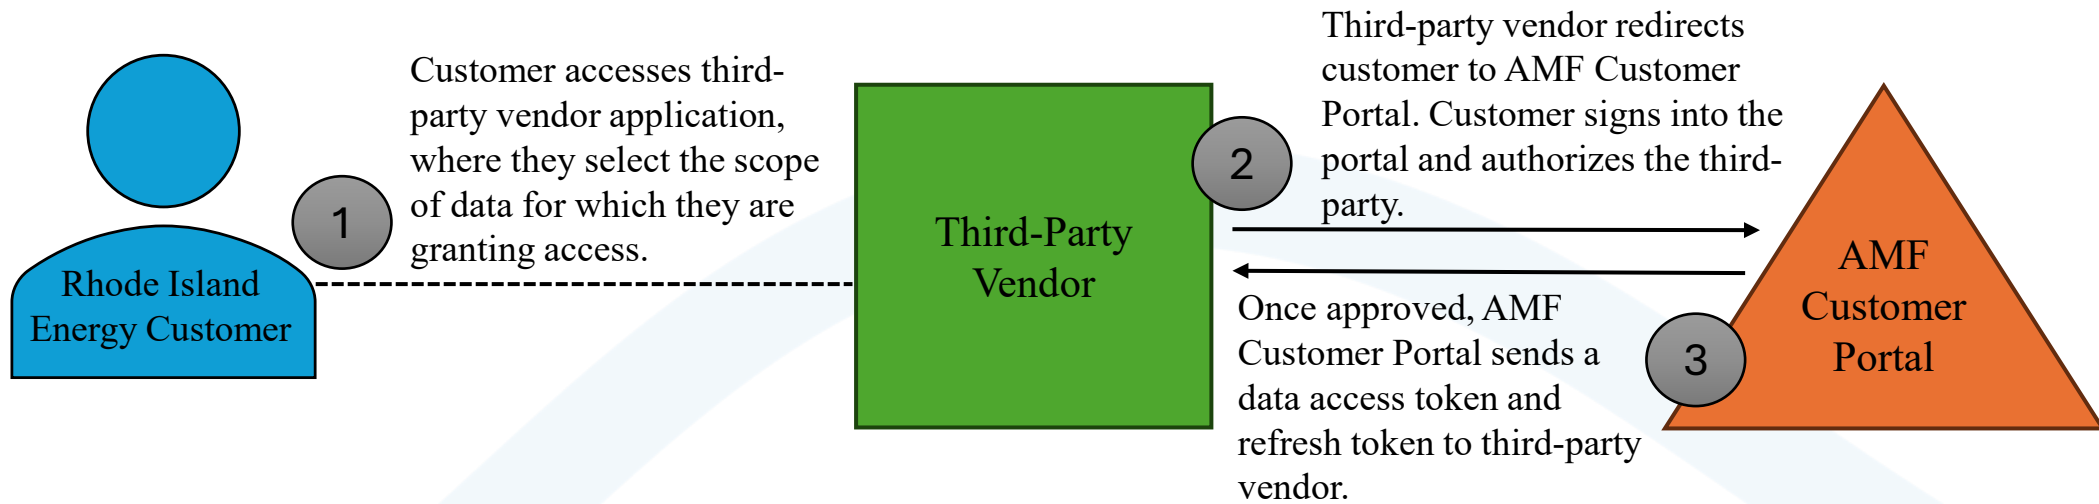 Rhode Island
Energy Customer
1
Customer accesses third-
party vendor application,
where they select the scope
of data for which they are
granting access.
Third-Party
Vendor
2
Third-party vendor redirects
customer to AMF Customer
Portal. Customer signs into the
portal and authorizes the third-
party.
Once approved, AMF
Customer Portal sends a
data access token and
refresh token to third-party
vendor.
3
AMF
Customer
Portal